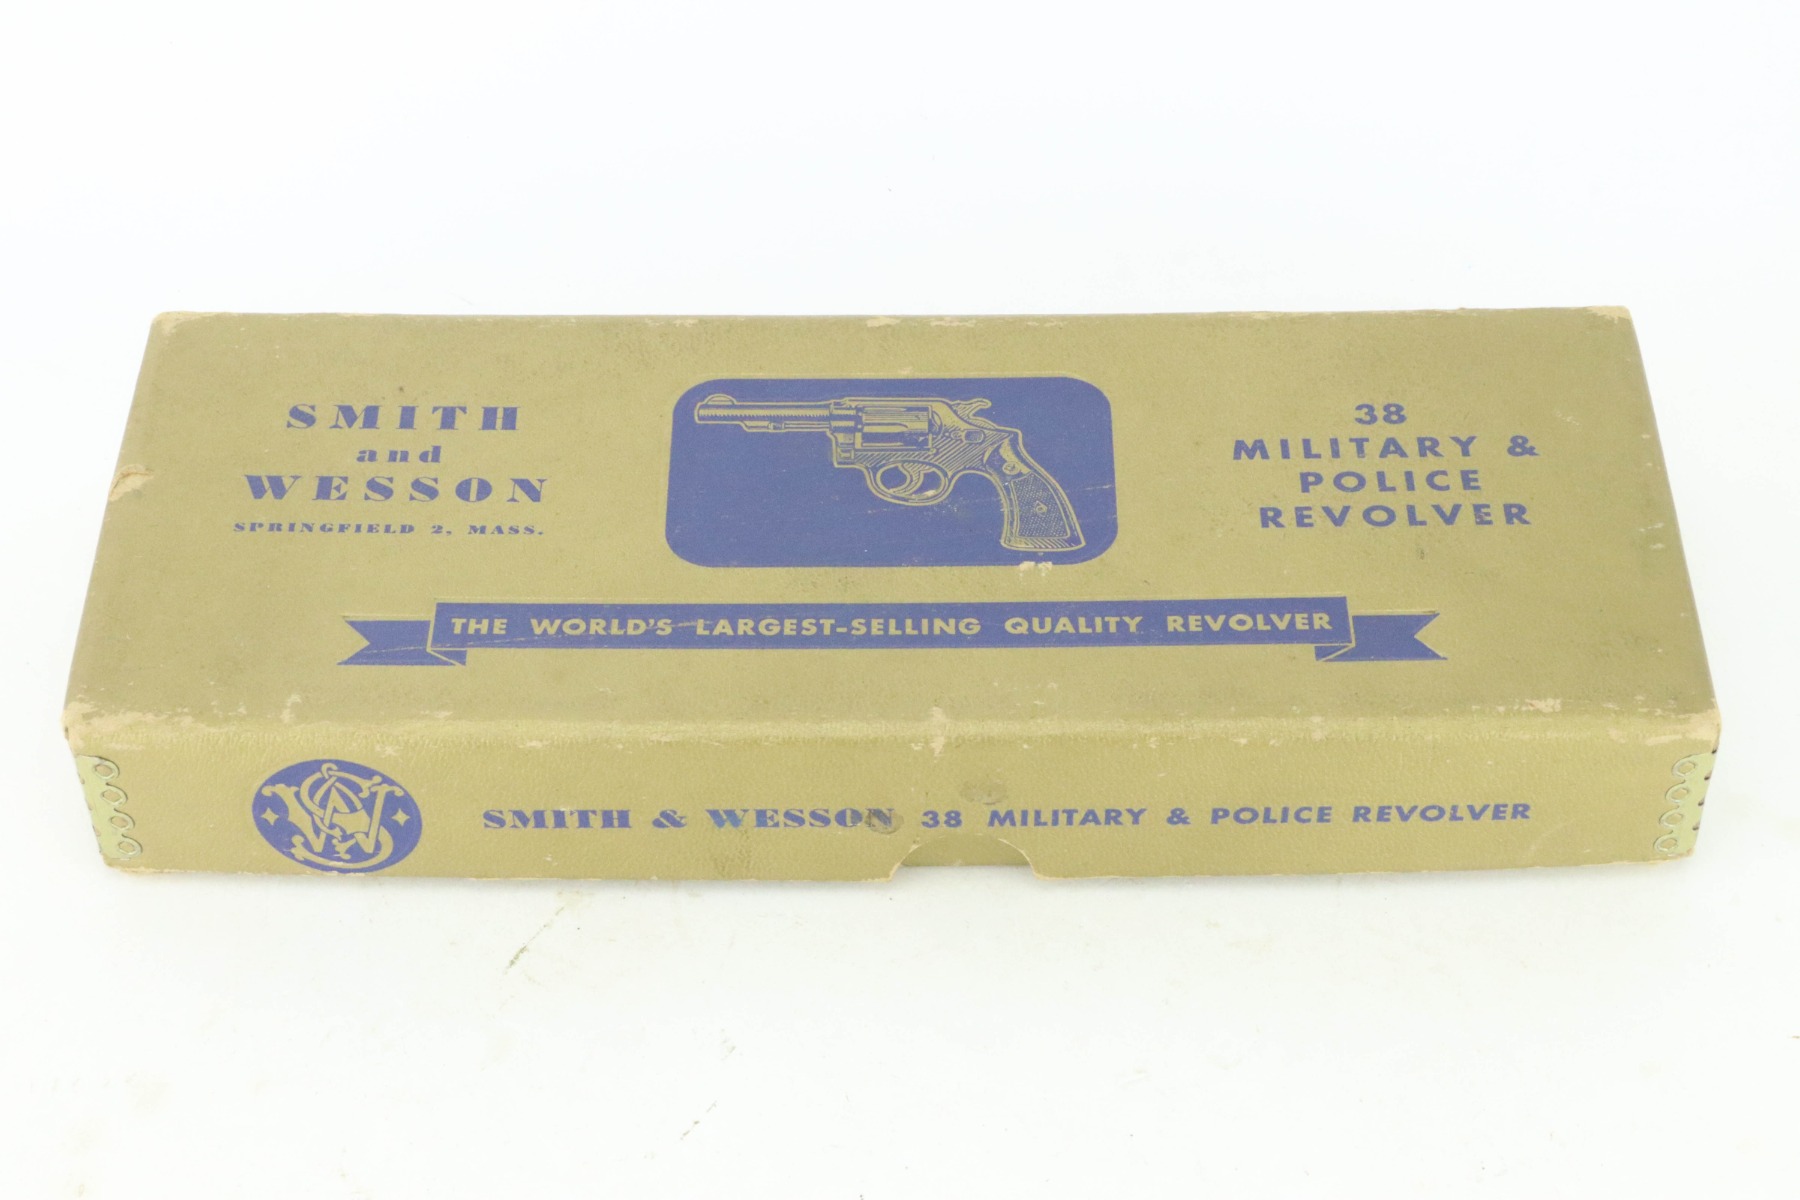 SMITH
and
WESSON
SPRINGFIELD 2, MASS.
38
MILITARY &
POLICE
REVOLVER
THE WORLD'S LARGEST-SELLING QUALITY REVOLVER
SMITH & WESSON 38 MILITARY & POLICE REVOLVER